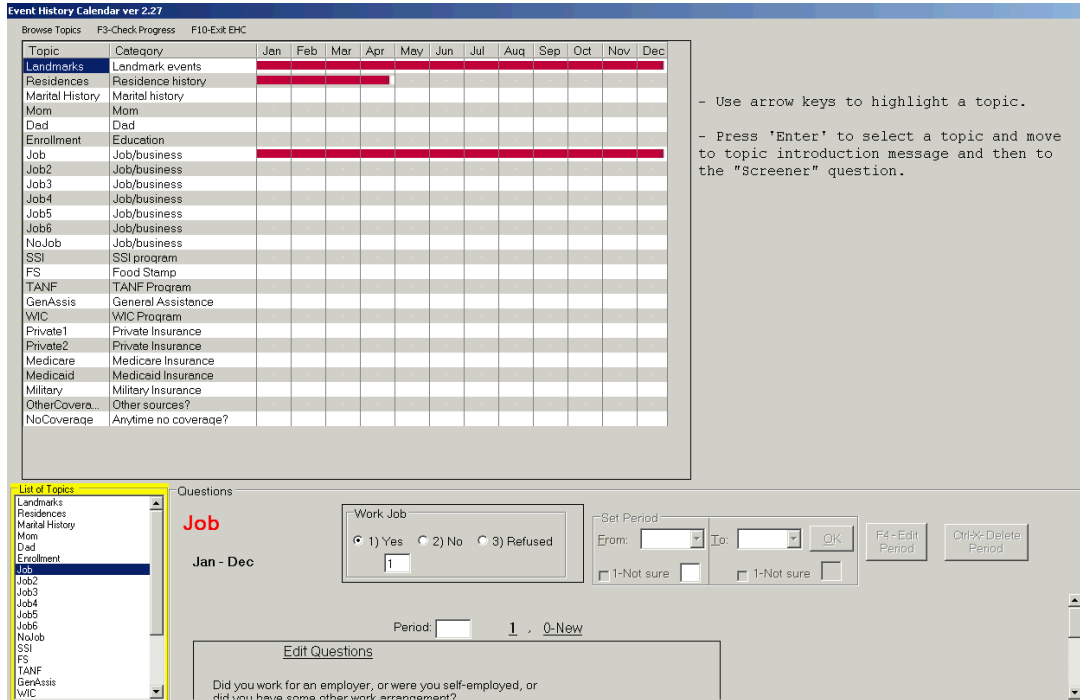 Event History Calendar ver 2.27
Browse Topics F3-Check Progress F10-Exit EHC
Topic Category Jan Feb Mar Apr May Jun Jul Aug Sep Oct Nov Dec
Landmarks Landmark events
Residences Residence history
Marital History Marital history
Mom Mom
Dad Dad
Enrollment Education
Job Job/business
Job2 Job/business
Job3 Job/business
Job4 Job/business
Job5 Job/business
Job6 Job/business
NoJob Job/business
SSI SSI program
FS Food Stamp
TANF TANF Program
GenAssis General Assistance
WIC WIC Program
Private1 Private Insurance
Private2 Private Insurance
Medicare Medicare Insurance
Medicaid Medicaid Insurance
Military Military Insurance
OtherCovera... Other sources?
NoCoverage Anytime no coverage?
- Use arrow keys to highlight a topic.
- Press 'Enter' to select a topic and move
to topic introduction message and then to
the "Screener" question.
List of Topics
Landmarks
Residences
Marital History
Mom
Dad
Enrollment
Job
Job2
Job3
Job4
Job5
Job6
NoJob
SSI
FS
TANF
GenAssis
WIC
Questions
Job
Jan - Dec
Work Job
1) Yes 2) No 3) Refused
1
Set Period
From: To: OK
1-Not sure 1-Not sure
F4-Edit
Period
Ctrl-X-Delete
Period
Period: 1 , 0-New
Edit Questions
Did you work for an employer, or were you self-employed, or
did you have some other work arrangement?